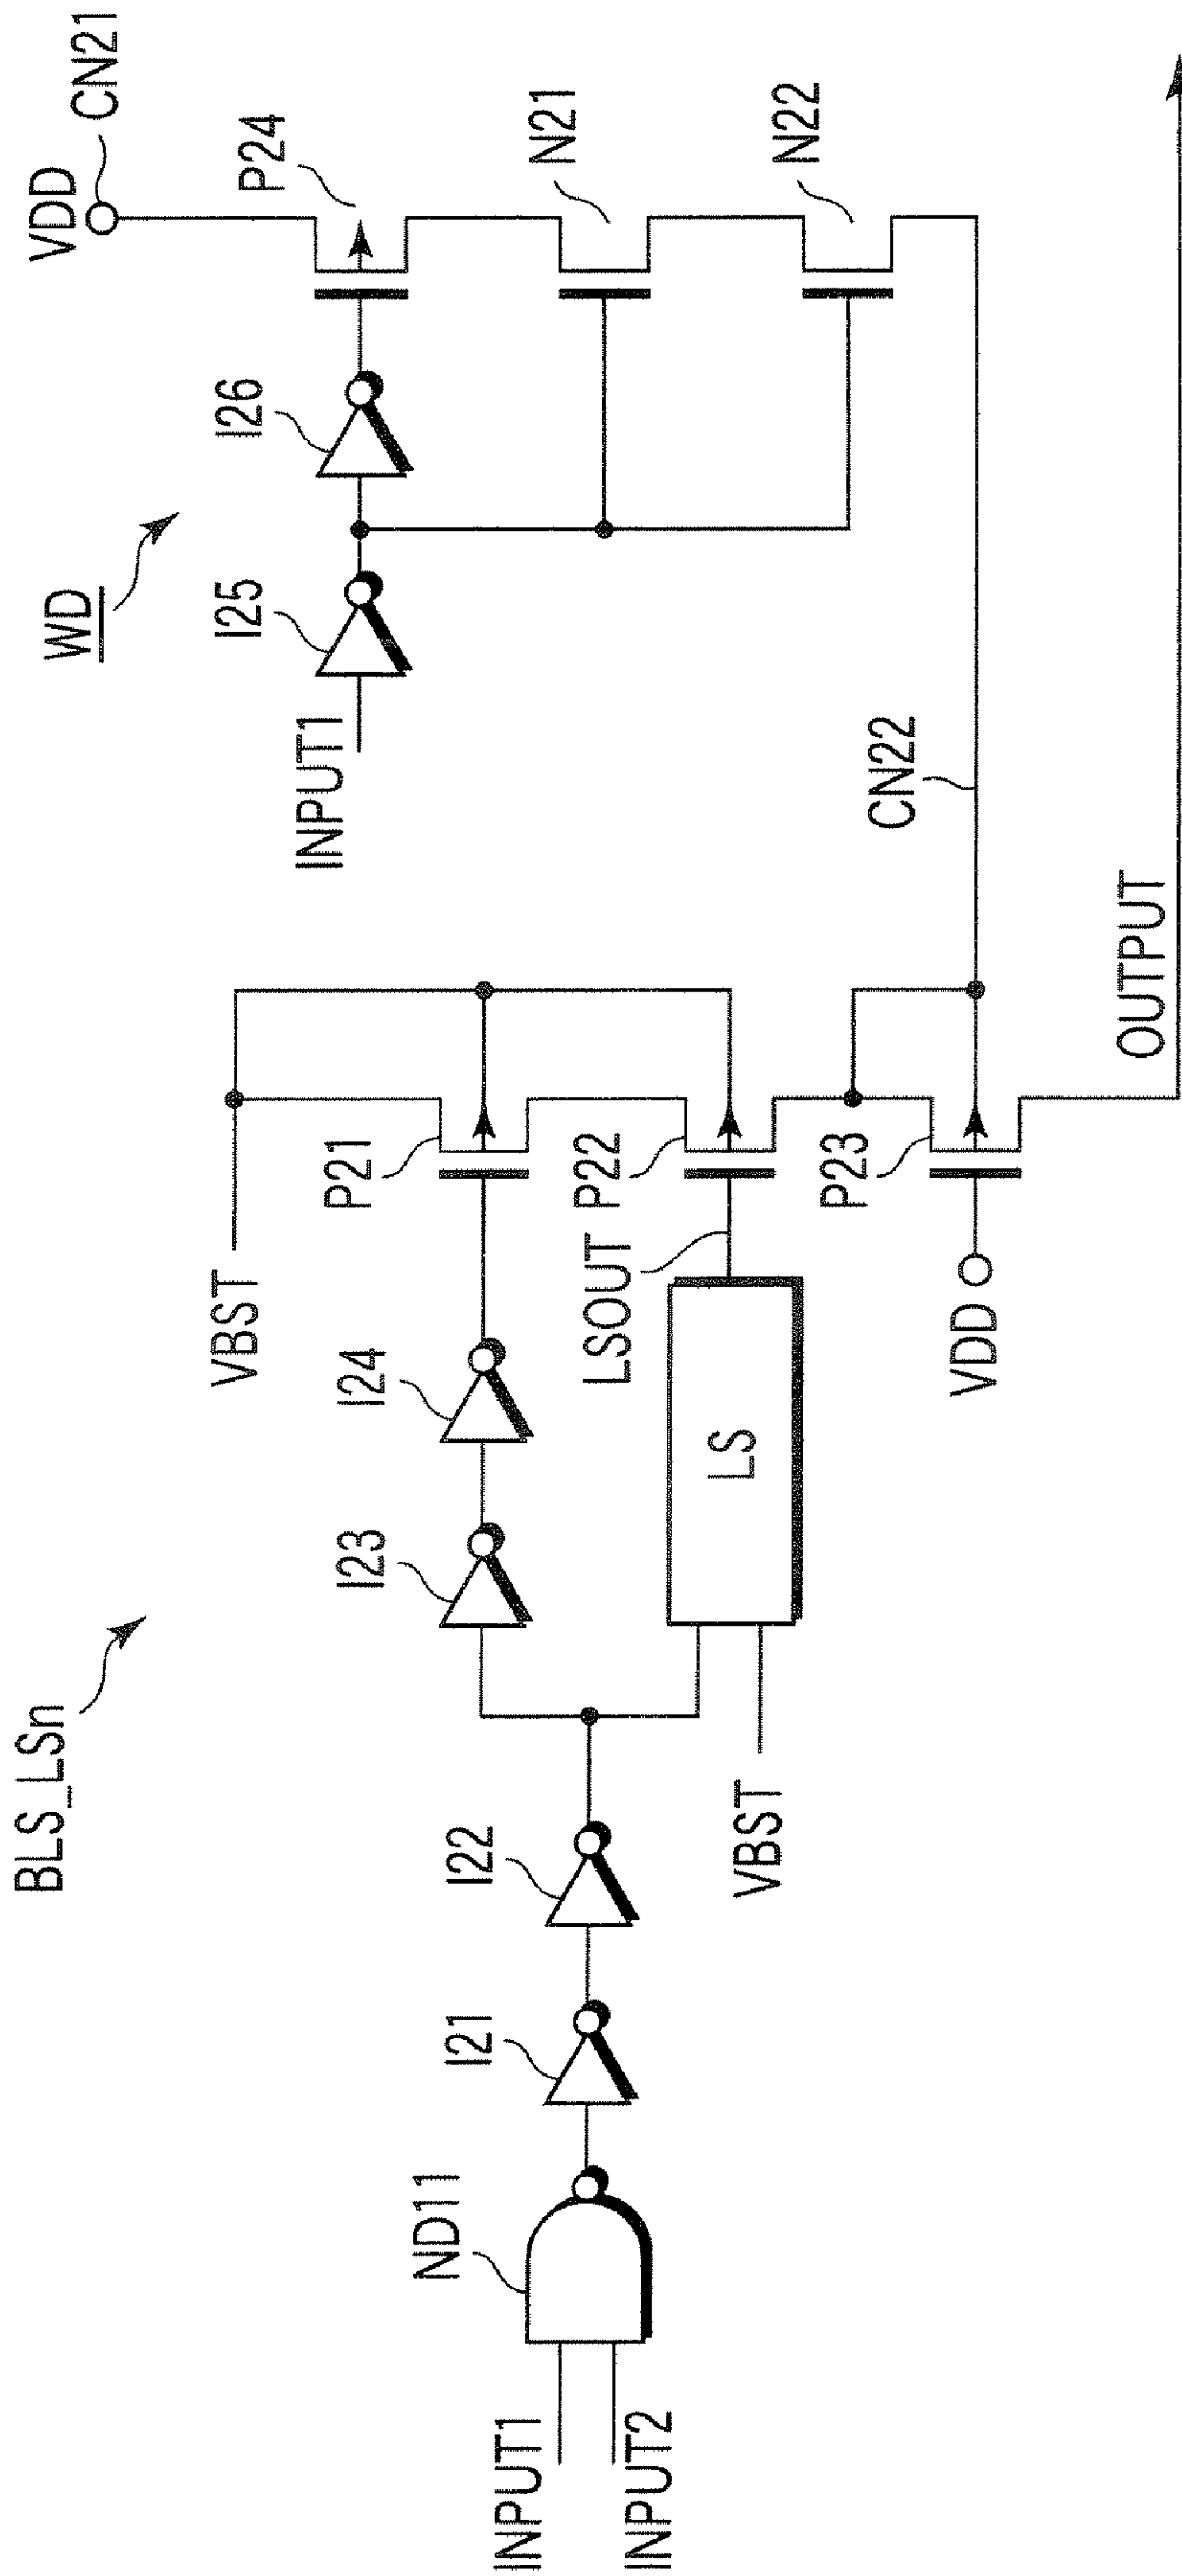 BLS_LSn
WD
VDD
CN21
P24
I26
I25
INPUT1
N21
N22
VBST
P21
I24
I23
P22
LSOUT
LS
P23
VDD
CN22
OUTPUT
I22
I21
VBST
ND11
INPUT1
INPUT2